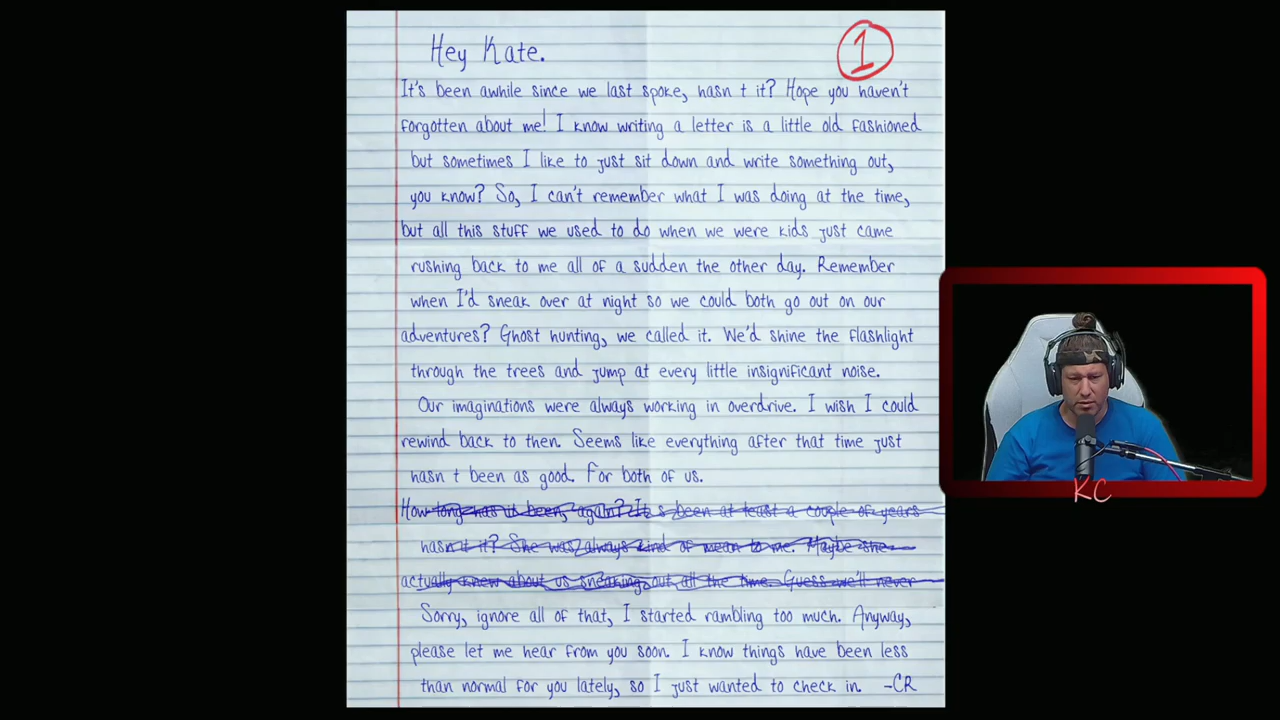 Hey Kate.
1
It's been awhile since we last spoke, hasn t it? Hope you haven't
forgotten about me! I know writing a letter is a little old fashioned
but sometimes I like to just sit down and write something out,
you know? So, I can't remember what I was doing at the time,
but all this stuff we used to do when we were kids just came
rushing back to me all of a sudden the other day. Remember
when I'd sneak over at night so we could both go out on our
adventures? Ghost hunting, we called it. We'd shine the flashlight
through the trees and jump at every little insignificant noise.
Our imaginations were always working in overdrive. I wish I could
rewind back to then. Seems like everything after that time just
hasn t been as good. For both of us.
How long has it been, again? It s been at least a couple of years
hasn t it? She was always kind of mean to me. Maybe she
actually knew about us sneaking out all the time. Guess we'll never
Sorry, ignore all of that, I started rambling too much. Anyway,
please let me hear from you soon. I know things have been less
than normal for you lately, so I just wanted to check in. -CR
KC